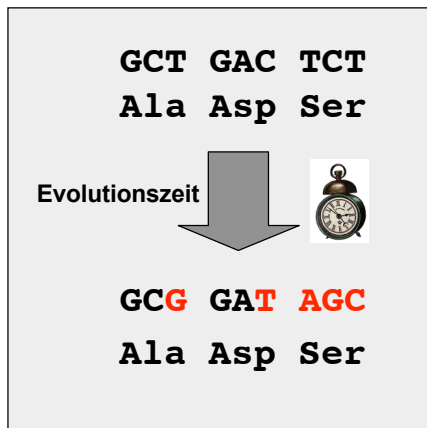 GCT GAC TCT
Ala Asp Ser
Evolutionszeit
GCG GAT AGC
Ala Asp Ser